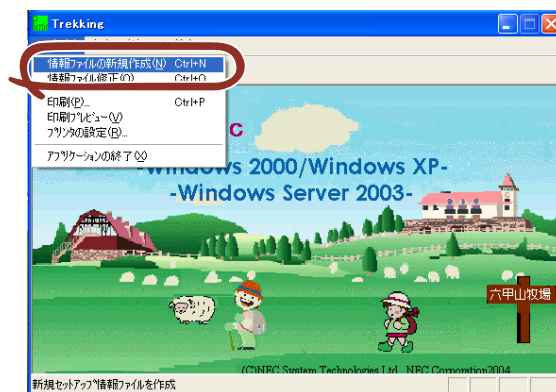 Trekking
情報ファイルの新規作成(N) Ctrl+N
情報ファイル修正(O) Ctrl+O
印刷(P)... Ctrl+P
印刷プレビュー(V)
プリンタの設定(R)...
アプリケーションの終了(X)
C
-Windows 2000/Windows XP-
-Windows Server 2003-
六甲山牧場
(C)NEC System Technologies,Ltd., NEC Corporation2004
新規セットアップ情報ファイルを作成